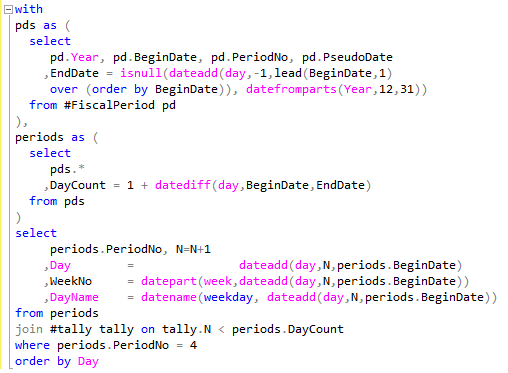 with
pds as (
  select
     pd.Year, pd.BeginDate, pd.PeriodNo, pd.PseudoDate
    ,EndDate = isnull(dateadd(day,-1,lead(BeginDate,1)
     over (order by BeginDate)), datefromparts(Year,12,31))
  from #FiscalPeriod pd
),
periods as (
  select
     pds.*
    ,DayCount = 1 + datediff(day,BeginDate,EndDate)
  from pds
)
select
     periods.PeriodNo, N=N+1
    ,Day        =               dateadd(day,N,periods.BeginDate)
    ,WeekNo     = datepart(week,dateadd(day,N,periods.BeginDate))
    ,DayName    = datename(weekday, dateadd(day,N,periods.BeginDate))
from periods
join #tally tally on tally.N < periods.DayCount
where periods.PeriodNo = 4
order by Day